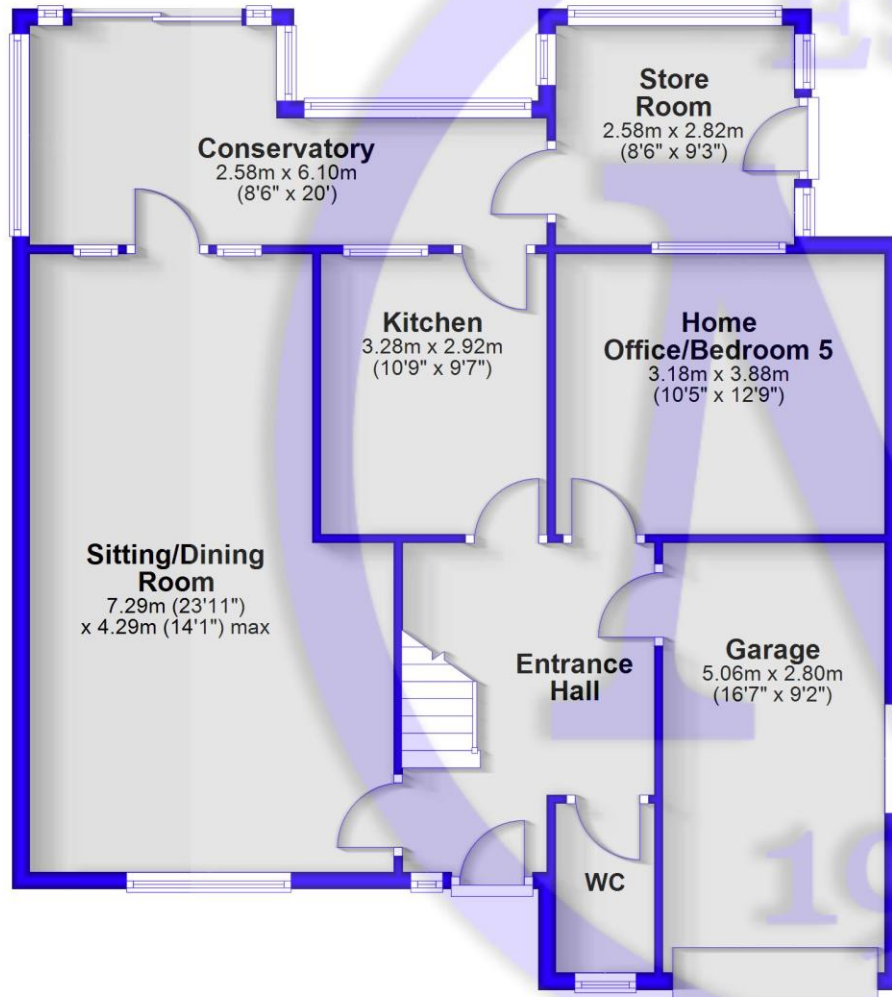 Conservatory
2.58m x 6.10m
(8'6" x 20')
Store
Room
2.58m x 2.82m
(8'6" x 9'3")
Kitchen
3.28m x 2.92m
(10'9" x 9'7")
Home
Office/Bedroom 5
3.18m x 3.88m
(10'5" x 12'9")
Sitting/Dining
Room
7.29m (23'11")
x 4.29m (14'1") max
Entrance
Hall
Garage
5.06m x 2.80m
(16'7" x 9'2")
WC